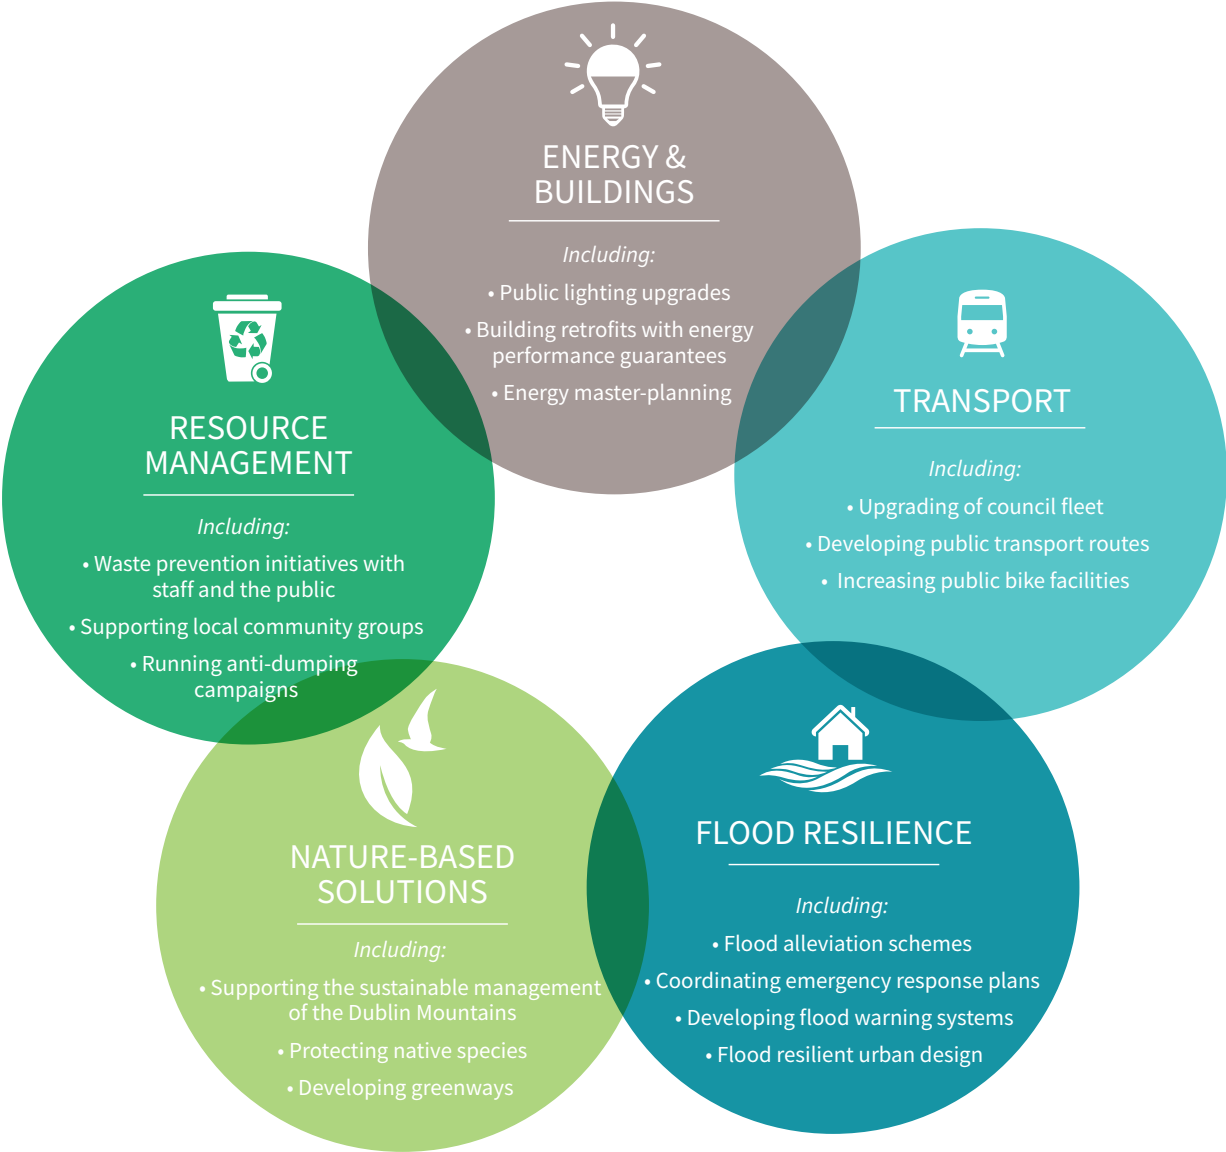 ENERGY &
BUILDINGS
Including:
• Public lighting upgrades
• Building retrofits with energy
performance guarantees
• Energy master-planning
TRANSPORT
Including:
• Upgrading of council fleet
• Developing public transport routes
• Increasing public bike facilities
RESOURCE
MANAGEMENT
Including:
• Waste prevention initiatives with
staff and the public
• Supporting local community groups
• Running anti-dumping
campaigns
NATURE-BASED
SOLUTIONS
Including:
• Supporting the sustainable management
of the Dublin Mountains
• Protecting native species
• Developing greenways
FLOOD RESILIENCE
Including:
• Flood alleviation schemes
• Coordinating emergency response plans
• Developing flood warning systems
• Flood resilient urban design